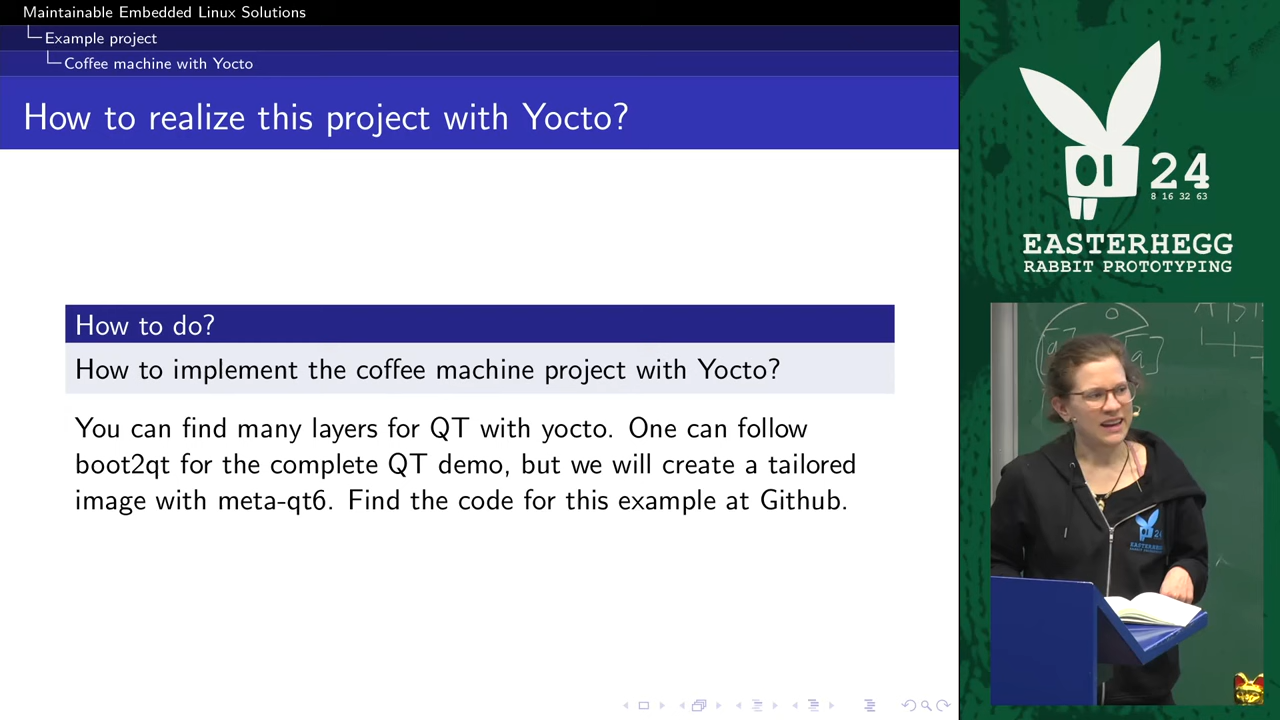 Maintainable Embedded Linux Solutions
Example project
Coffee machine with Yocto
How to realize this project with Yocto?
How to do?
How to implement the coffee machine project with Yocto?
You can find many layers for QT with yocto. One can follow
boot2qt for the complete QT demo, but we will create a tailored
image with meta-qt6. Find the code for this example at Github.
24
8 16 32 63
EASTERHEGG
RABBIT PROTOTYPING